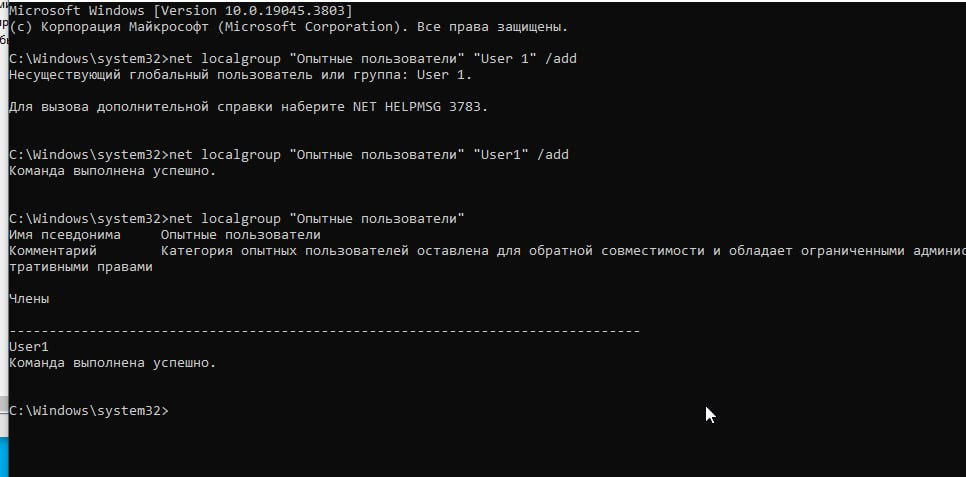 Microsoft Windows [Version 10.0.19045.3803]
(c) Корпорация Майкрософт (Microsoft Corporation). Все права защищены.
C:\Windows\system32>net localgroup "Опытные пользователи" "User 1" /add
Несуществующий глобальный пользователь или группа: User 1.
Для вызова дополнительной справки наберите NET HELPMSG 3783.
C:\Windows\system32>net localgroup "Опытные пользователи" "User1" /add
Команда выполнена успешно.
C:\Windows\system32>net localgroup "Опытные пользователи"
Имя псевдонима     Опытные пользователи
Комментарий        Категория опытных пользователей оставлена для обратной совместимости и обладает ограниченными админис
тративными правами
Члены
-------------------------------------------------------------------------------
User1
Команда выполнена успешно.
C:\Windows\system32>